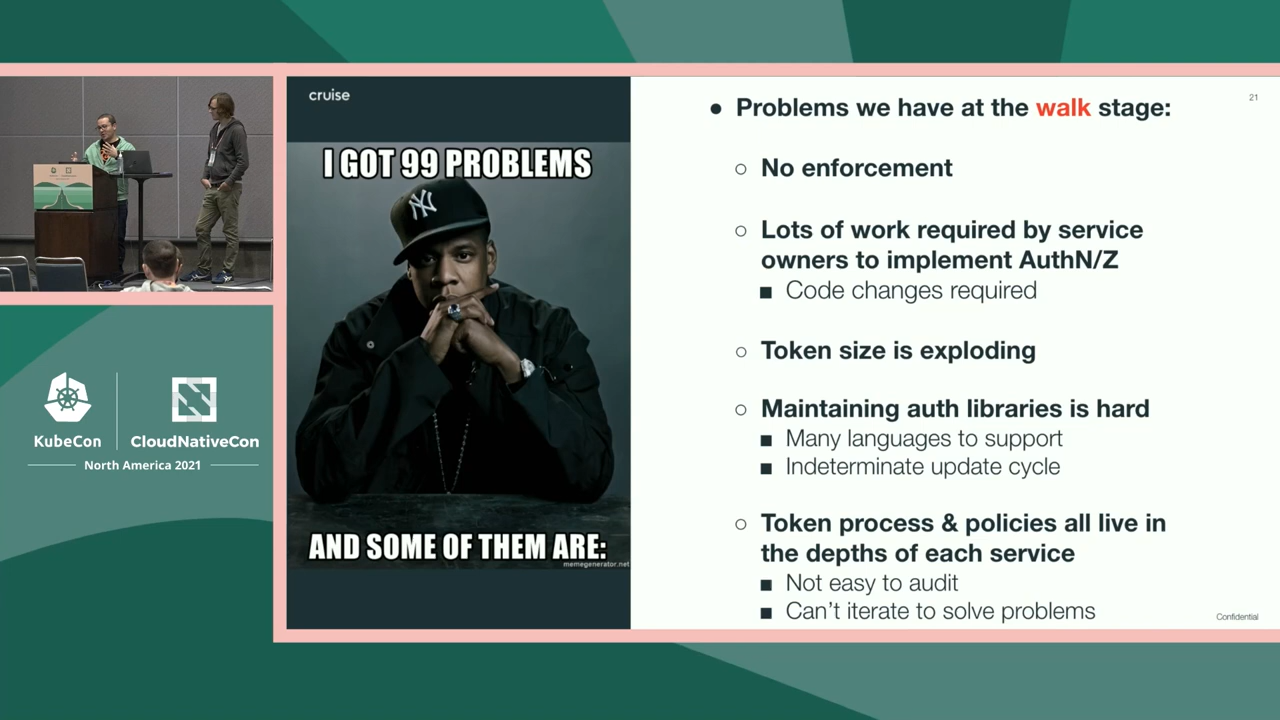 cruise
I GOT 99 PROBLEMS
NY
AND SOME OF THEM ARE:
memegenerator.net
21
Problems we have at the walk stage:
No enforcement
Lots of work required by service
owners to implement AuthN/Z
Code changes required
Token size is exploding
Maintaining auth libraries is hard
Many languages to support
Indeterminate update cycle
Token process & policies all live in
the depths of each service
Not easy to audit
Can't iterate to solve problems
Confidential
KubeCon
CloudNativeCon
North America 2021